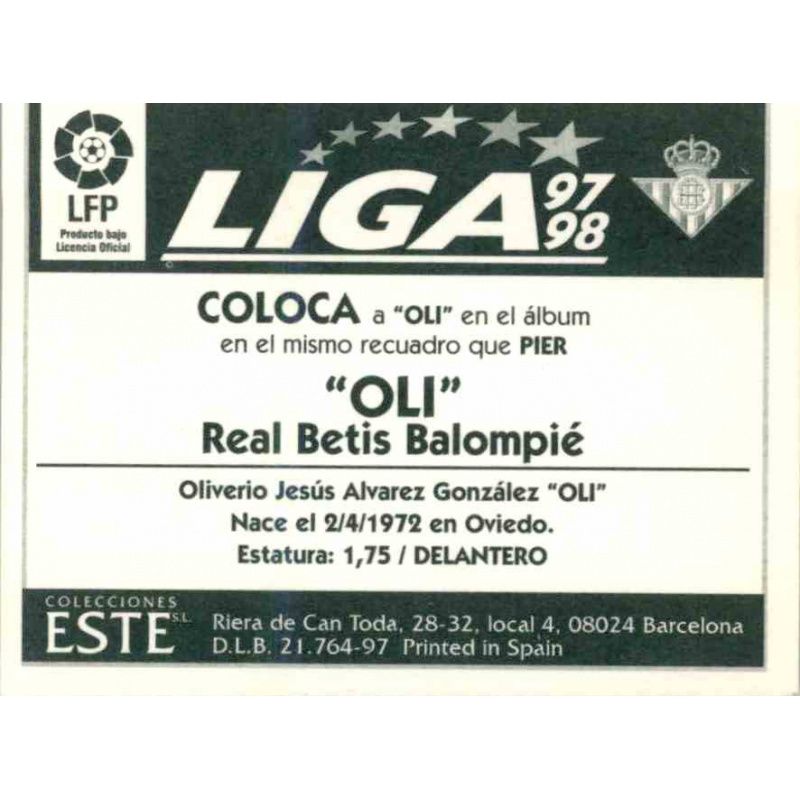 LFP
Producto bajo
Licencia Oficial
LIGA 97
98
©
COLOCA a “OLI” en el álbum
en el mismo recuadro que PIER
“OLI”
Real Betis Balompié
Oliverio Jesús Alvarez González “OLI”
Nace el 2/4/1972 en Oviedo.
Estatura: 1,75 / DELANTERO
COLECCIONES
ESTE S.L.
Riera de Can Toda, 28-32, local 4, 08024 Barcelona
D.L.B. 21.764-97 Printed in Spain